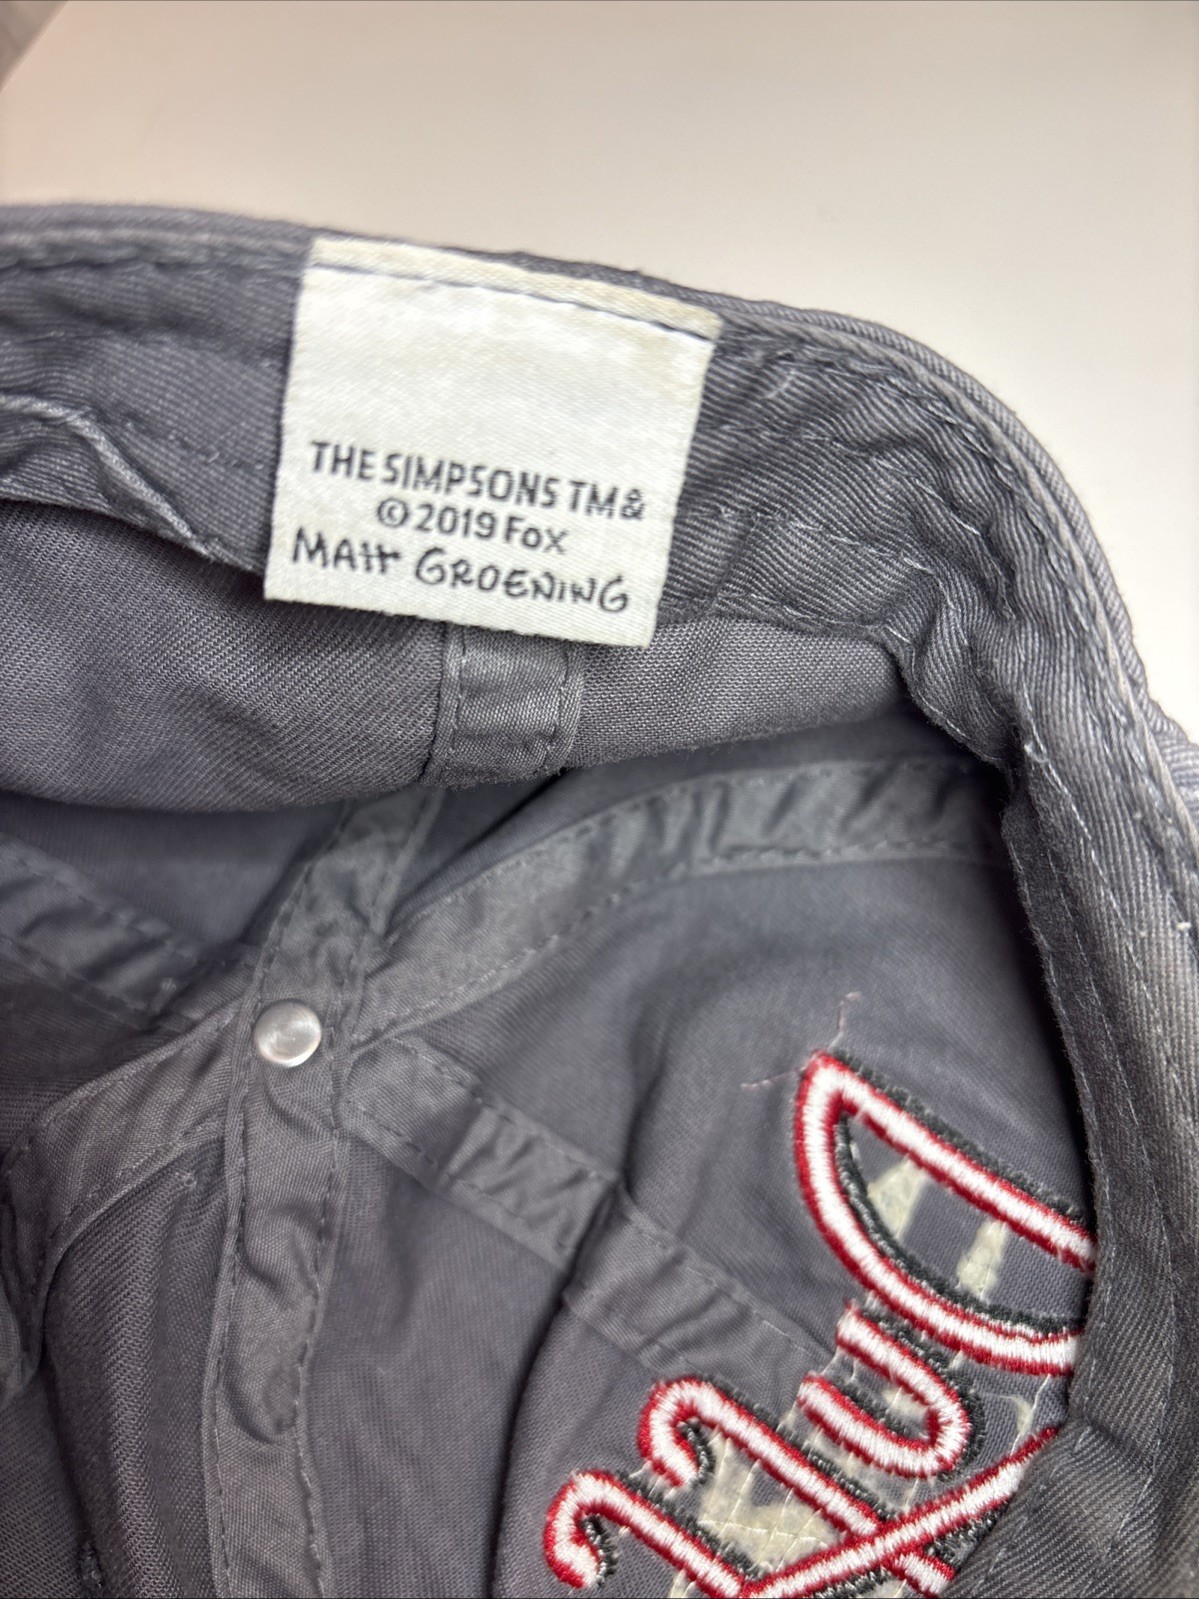 THE SIMPSONS TM &
© 2019 FOX
MATT GROENING